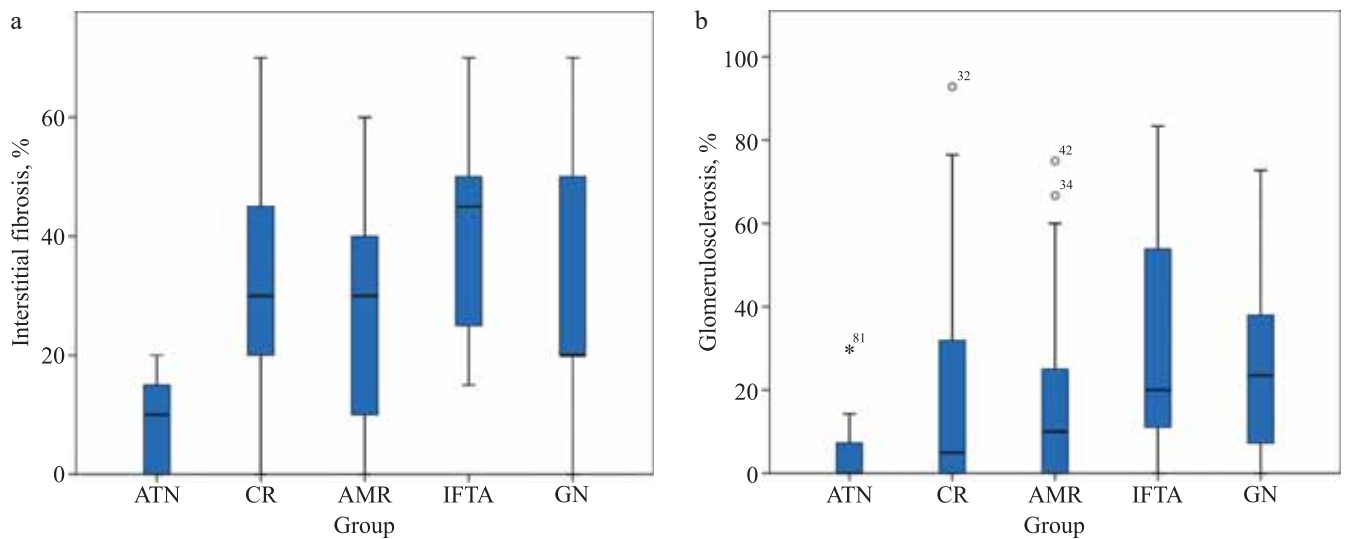 a
Interstitial fibrosis, %
60
40
20
0
ATN CR AMR IFTA GN
Group
b
Glomerulosclerosis, %
100
80
60
40
20
0
32
42
34
*81
ATN CR AMR IFTA GN
Group